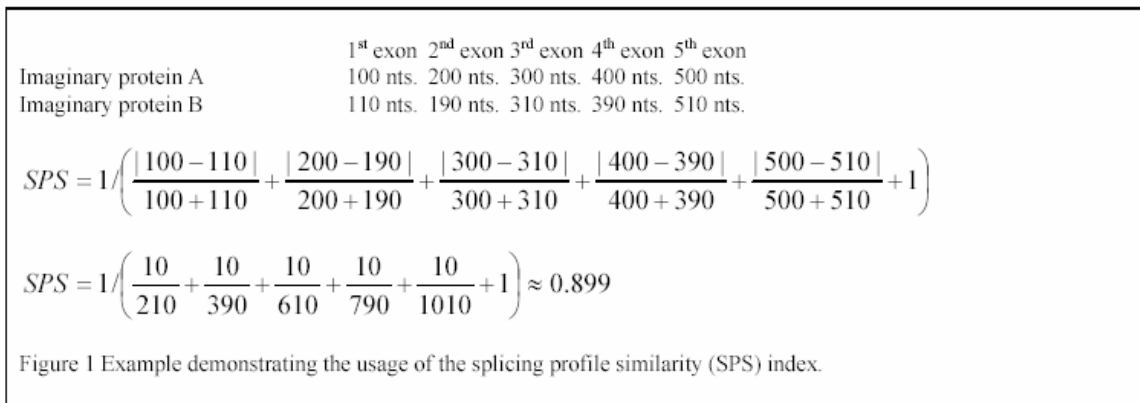 1st exon 2nd exon 3rd exon 4th exon 5th exon
Imaginary protein A 100 nts. 200 nts. 300 nts. 400 nts. 500 nts.
Imaginary protein B 110 nts. 190 nts. 310 nts. 390 nts. 510 nts.
SPS = 1/(|100 − 110|/(100 + 110) + |200 − 190|/(200 + 190) + |300 − 310|/(300 + 310) + |400 − 390|/(400 + 390) + |500 − 510|/(500 + 510) + 1)
SPS = 1/(10/210 + 10/390 + 10/610 + 10/790 + 10/1010 + 1) ≈ 0.899
Figure 1 Example demonstrating the usage of the splicing profile similarity (SPS) index.